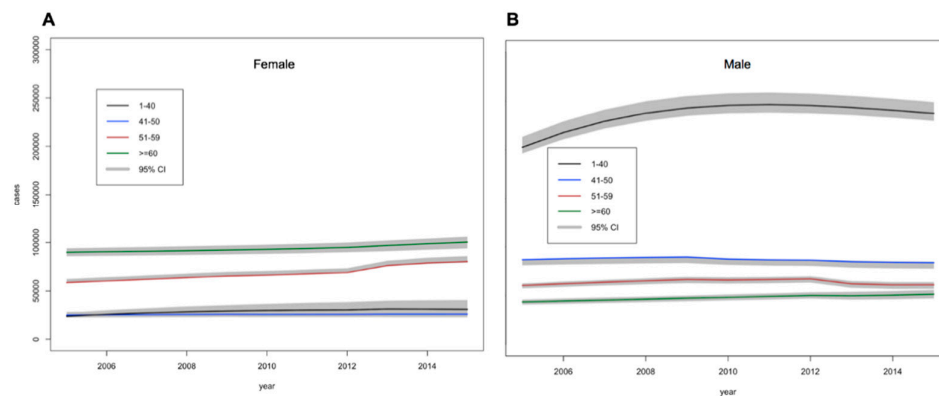 A
Female
300000
250000
200000
150000
100000
50000
0
cases
1-40
41-50
51-59
>=60
95% CI
2006 2008 2010 2012 2014
year
B
Male
1-40
41-50
51-59
>=60
95% CI
2006 2008 2010 2012 2014
year